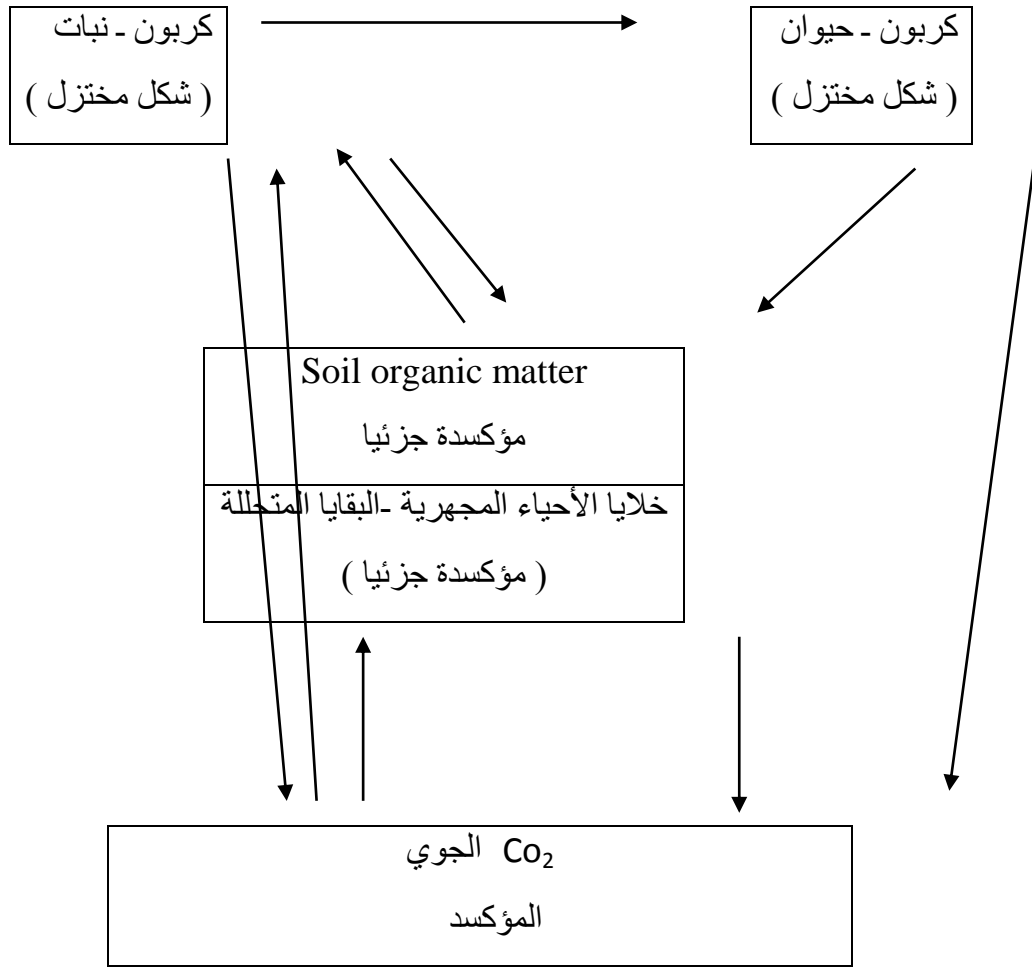 كربون - نبات
( شكل مختزل )
كربون - حيوان
( شكل مختزل )
Soil organic matter
مؤكسدة جزئيا
خلايا الأحياء المجهرية -البقايا المتحللة
( مؤكسدة جزئيا )
Co₂ الجوي
المؤكسد